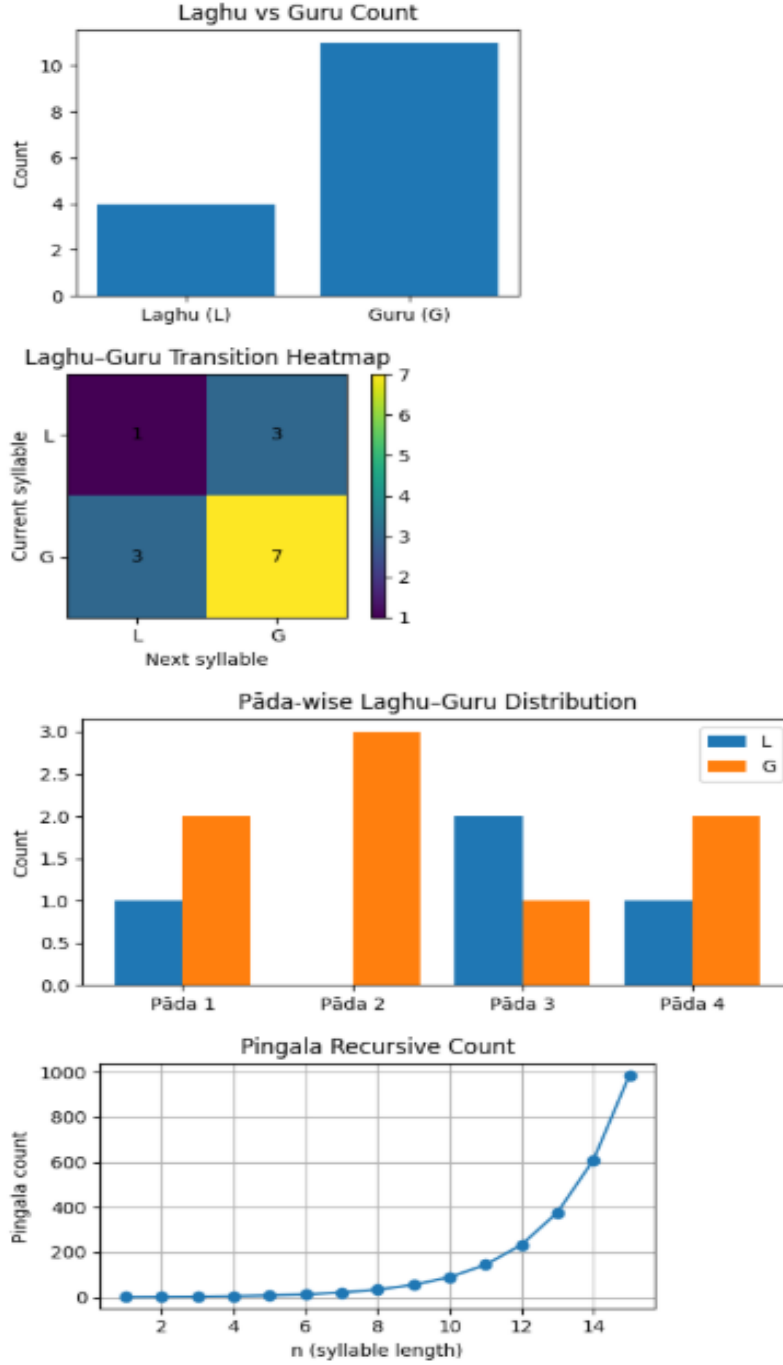 Laghu vs Guru Count
10
8
6
4
2
0
Count
Laghu (L)
Guru (G)
Laghu–Guru Transition Heatmap
Current syllable
L
G
1
3
3
7
L
G
Next syllable
7
6
5
4
3
2
1
Pāda-wise Laghu–Guru Distribution
3.0
2.5
2.0
1.5
1.0
0.5
0.0
Count
L
G
Pāda 1
Pāda 2
Pāda 3
Pāda 4
Pingala Recursive Count
1000
800
600
400
200
0
Pingala count
2
4
6
8
10
12
14
n (syllable length)